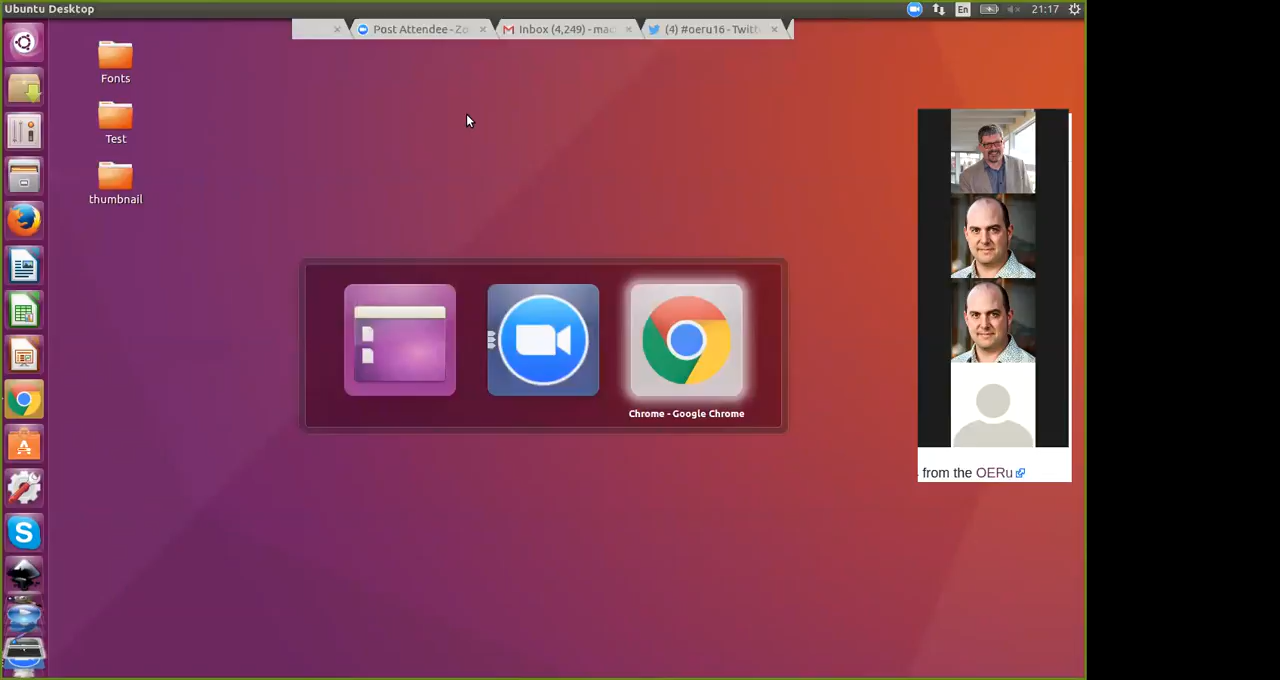 Ubuntu Desktop
En
21:17
Post Attendee - Zo
Inbox (4,249) - mac
(4) #oeru16 - Twitt
Fonts
Test
thumbnail
Chrome - Google Chrome
from the OERu